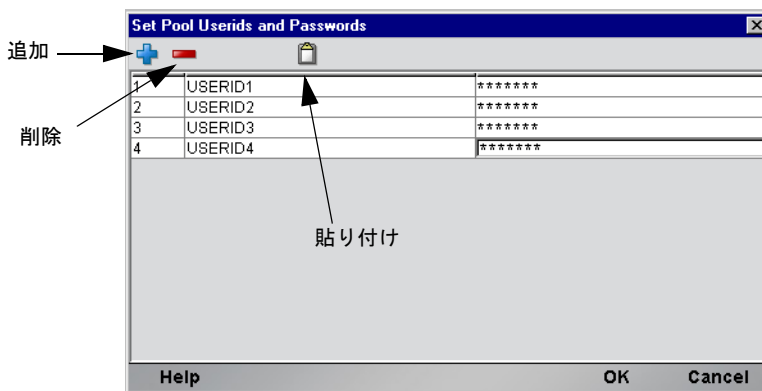 Set Pool Userids and Passwords
追加
削除
1 USERID1 *******
2 USERID2 *******
3 USERID3 *******
4 USERID4 *******
貼り付け
Help OK Cancel